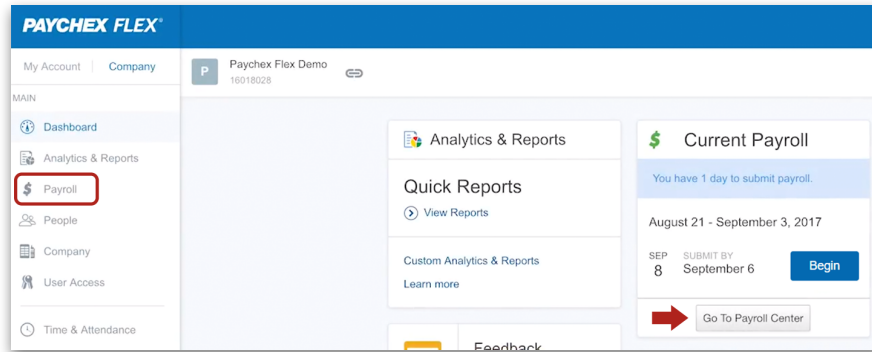 PAYCHEX FLEX®
My Account Company
P Paychex Flex Demo
16018028
MAIN
Dashboard
Analytics & Reports
Payroll
People
Company
User Access
Time & Attendance
Analytics & Reports
Quick Reports
View Reports
Custom Analytics & Reports
Learn more
Feedback
$ Current Payroll
You have 1 day to submit payroll.
August 21 - September 3, 2017
SEP
8
SUBMIT BY
September 6
Begin
Go To Payroll Center